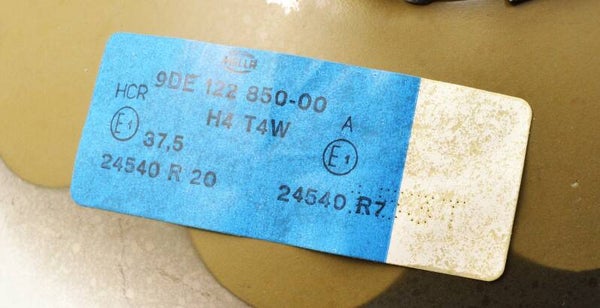 HELLA
9DE 122 850-00
HCR H4 T4W A
E1 37,5 E1
24540 R 20 24540 R7